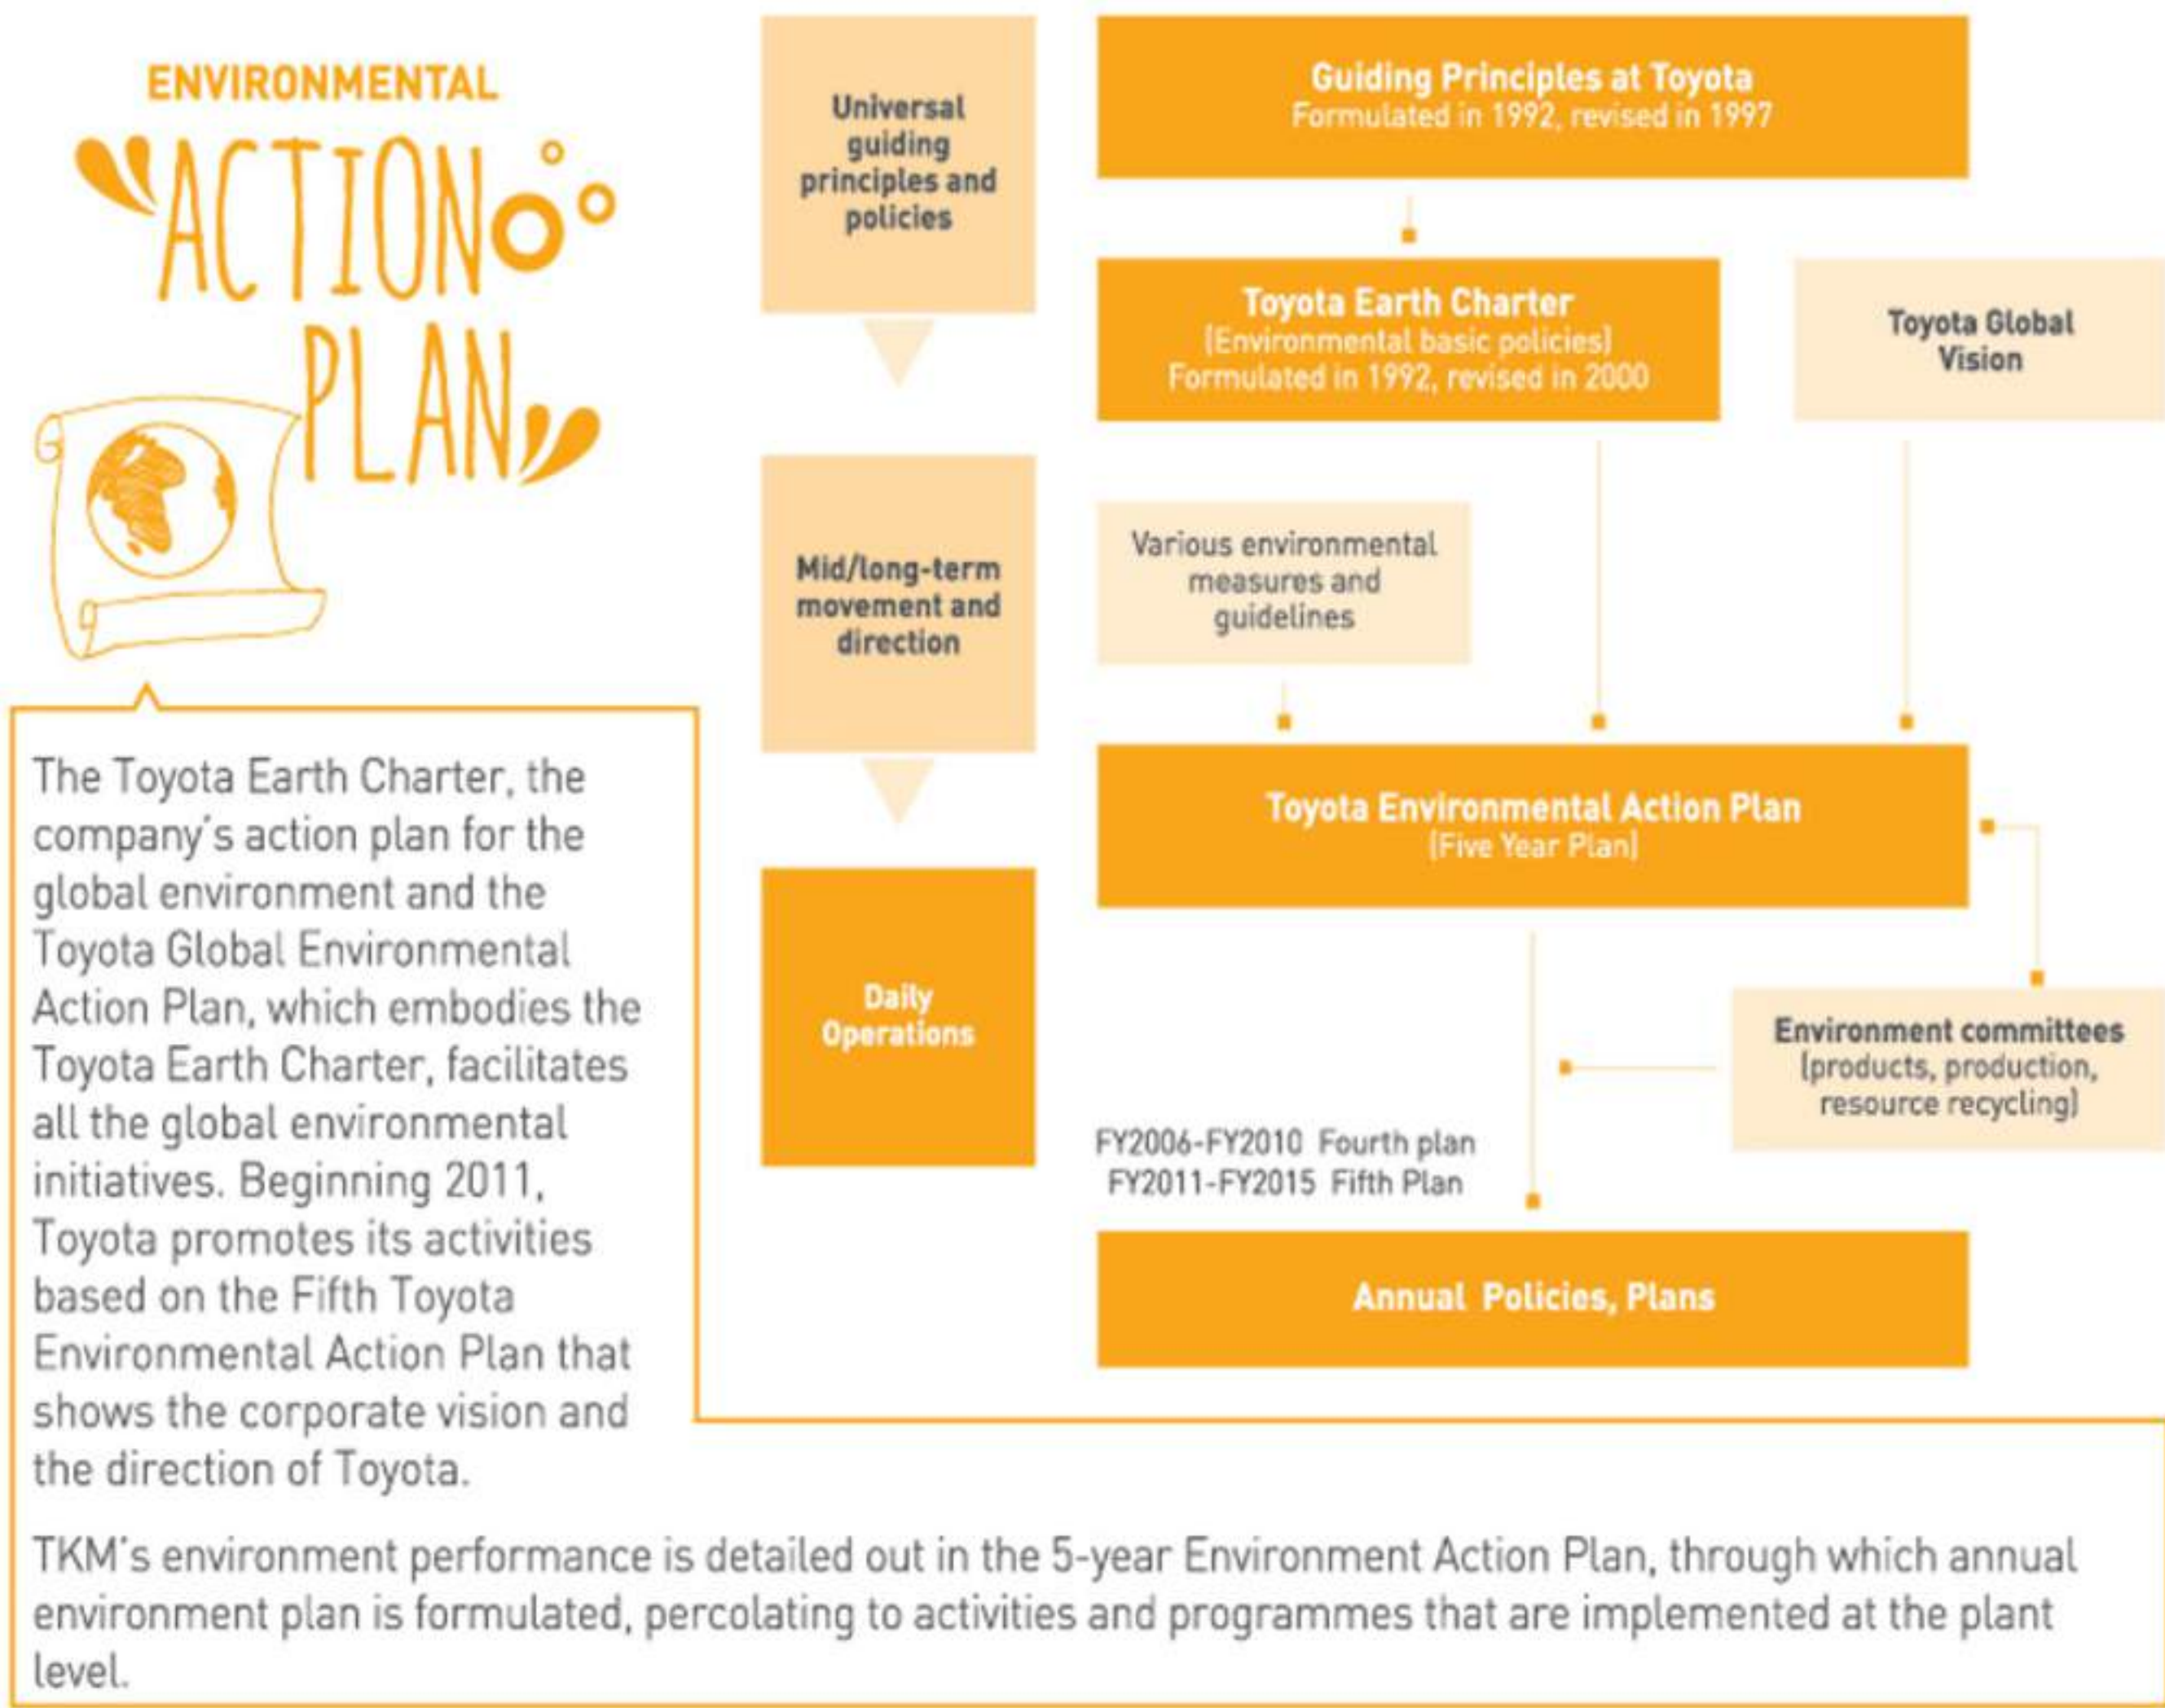 ENVIRONMENTAL
ACTION
PLAN
The Toyota Earth Charter, the
company's action plan for the
global environment and the
Toyota Global Environmental
Action Plan, which embodies the
Toyota Earth Charter, facilitates
all the global environmental
initiatives. Beginning 2011,
Toyota promotes its activities
based on the Fifth Toyota
Environmental Action Plan that
shows the corporate vision and
the direction of Toyota.
TKM's environment performance is detailed out in the 5-year Environment Action Plan, through which annual
environment plan is formulated, percolating to activities and programmes that are implemented at the plant
level.
Universal
guiding
principles and
policies
Mid/long-term
movement and
direction
Daily
Operations
Guiding Principles at Toyota
Formulated in 1992, revised in 1997
Toyota Earth Charter
(Environmental basic policies)
Formulated in 1992, revised in 2000
Toyota Global
Vision
Various environmental
measures and
guidelines
Toyota Environmental Action Plan
(Five Year Plan)
Environment committees
(products, production,
resource recycling)
FY2006-FY2010 Fourth plan
FY2011-FY2015 Fifth Plan
Annual Policies, Plans